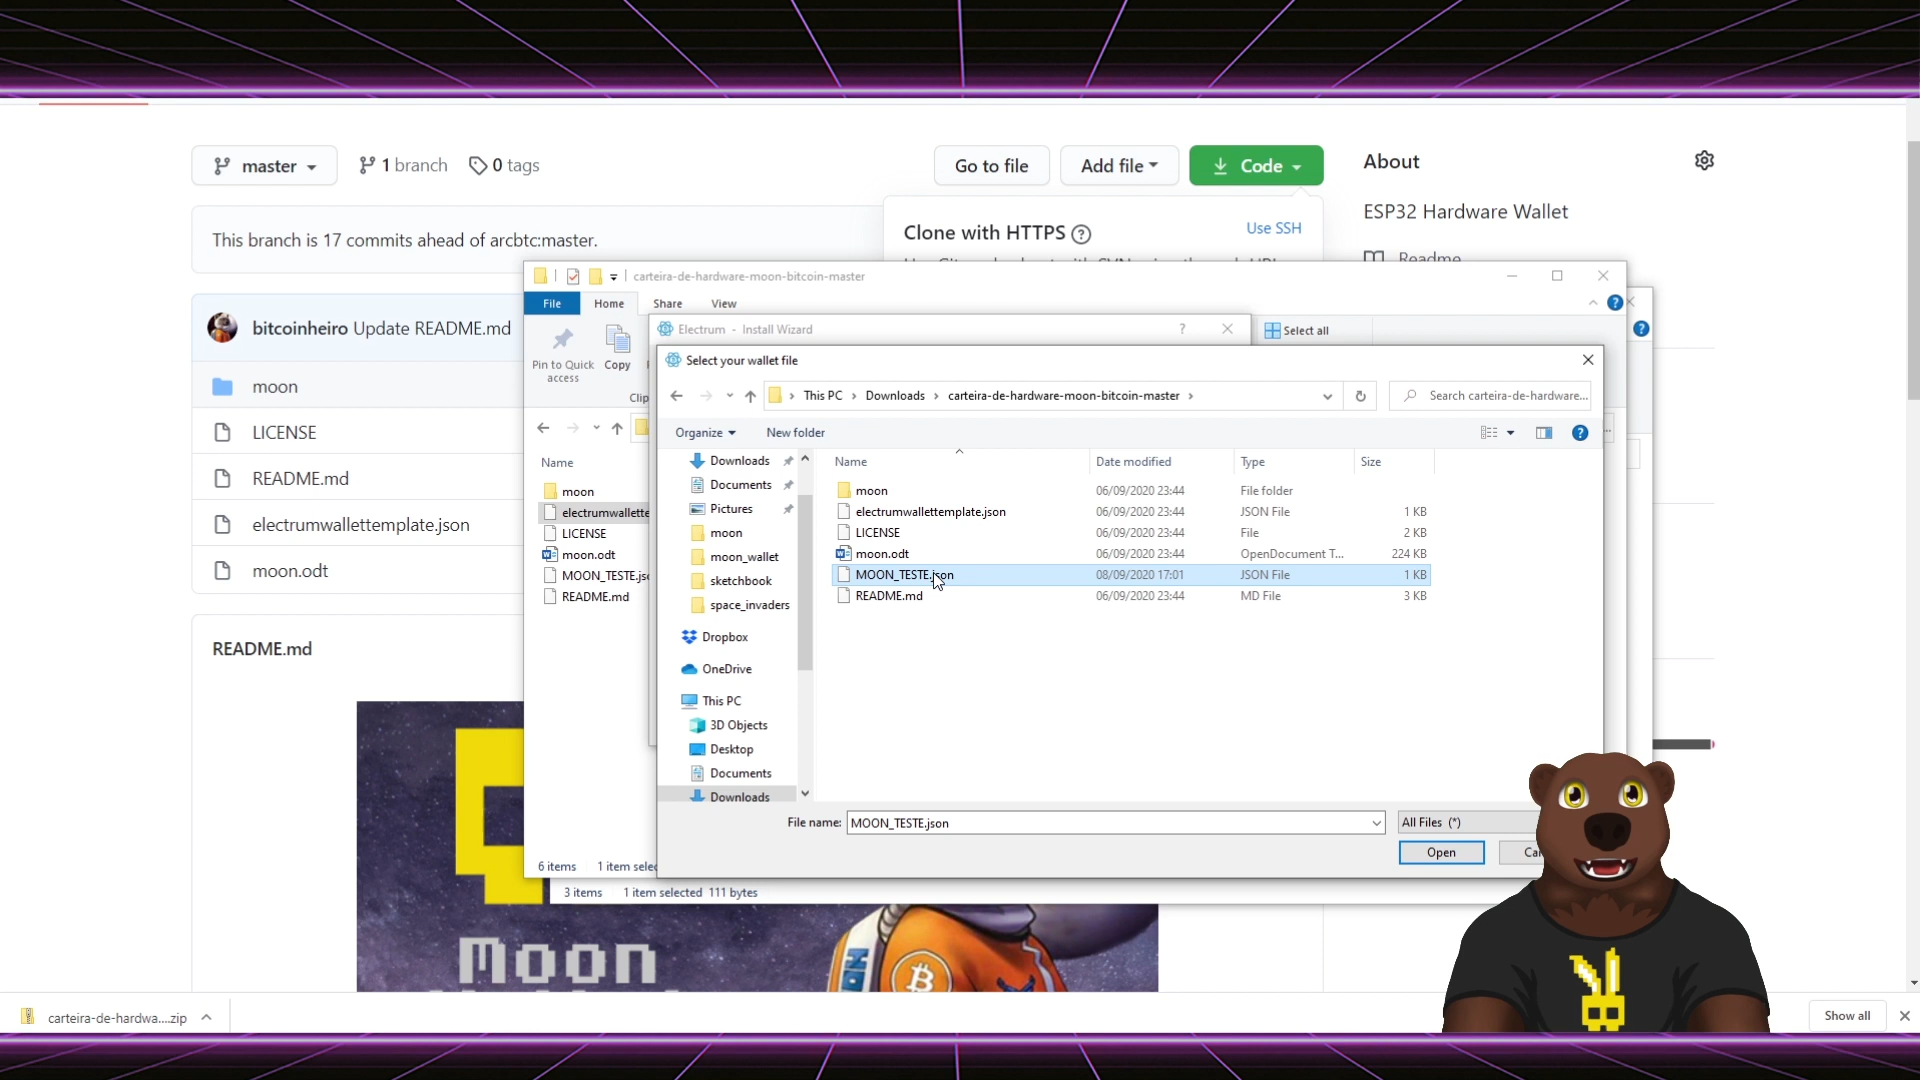 master
1 branch
0 tags
Go to file
Add file
Code
About
ESP32 Hardware Wallet
Readme
This branch is 17 commits ahead of arcbtc:master.
Clone with HTTPS
Use SSH
bitcoinheiro Update README.md
moon
LICENSE
README.md
electrumwallettemplate.json
moon.odt
README.md
Moon
carteira-de-hardware-moon-bitcoin-master
File
Home
Share
View
Pin to Quick
access
Copy
Clip
Select all
Name
moon
electrumwallette
LICENSE
moon.odt
MOON_TESTE.jsc
README.md
6 items
1 item selec
3 items
1 item selected 111 bytes
Electrum - Install Wizard
?
Select your wallet file
This PC
Downloads
carteira-de-hardware-moon-bitcoin-master
Search carteira-de-hardware...
Organize
New folder
Downloads
Documents
Pictures
moon
moon_wallet
sketchbook
space_invaders
Dropbox
OneDrive
This PC
3D Objects
Desktop
Documents
Downloads
Name Date modified Type Size
moon 06/09/2020 23:44 File folder
electrumwallettemplate.json 06/09/2020 23:44 JSON File 1 KB
LICENSE 06/09/2020 23:44 File 2 KB
moon.odt 06/09/2020 23:44 OpenDocument T... 224 KB
MOON_TESTE.json 08/09/2020 17:01 JSON File 1 KB
README.md 06/09/2020 23:44 MD File 3 KB
File name: MOON_TESTE.json
All Files (*)
Open
Ca
carteira-de-hardwa....zip
Show all